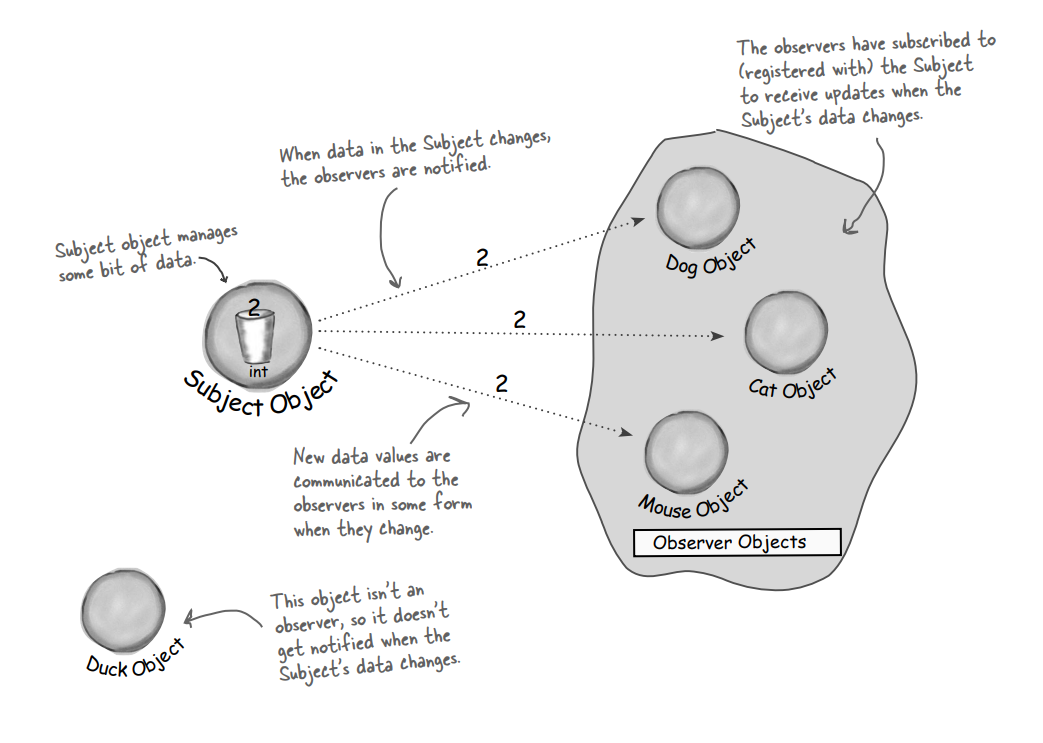 The observers have subscribed to
(registered with) the Subject
to receive updates when the
Subject's data changes.
When data in the Subject changes,
the observers are notified.
Subject object manages
some bit of data.
2
int
Subject Object
2
2
2
Dog Object
Cat Object
Mouse Object
Observer Objects
New data values are
communicated to the
observers in some form
when they change.
This object isn't an
observer, so it doesn't
get notified when the
Subject's data changes.
Duck Object